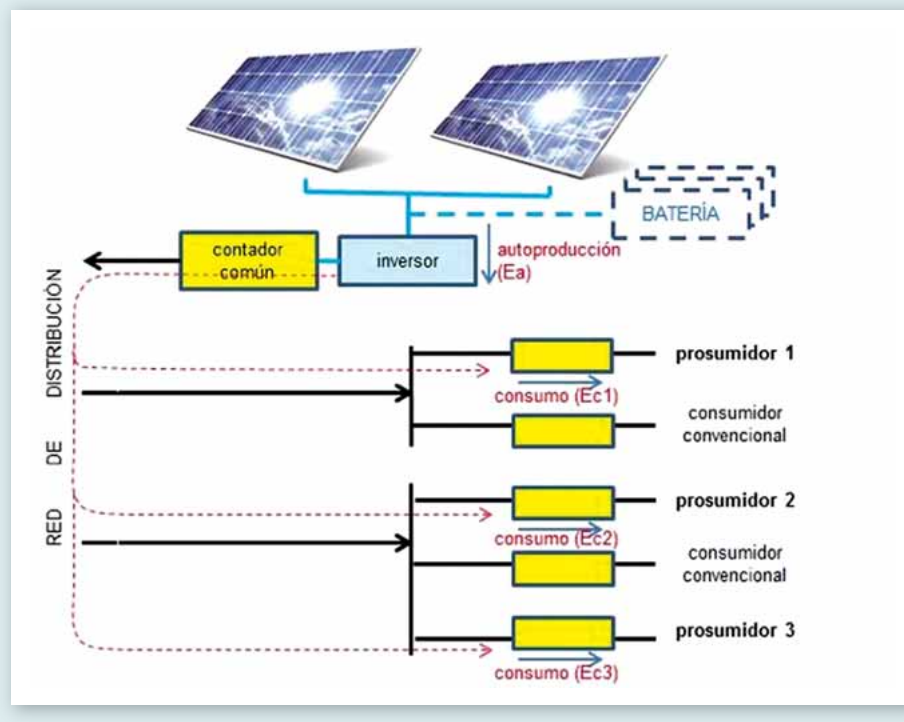 BATERÍA
contador
común
inversor
autoproducción
(Ea)
RED DE DISTRIBUCIÓN
prosumidor 1
consumo (Ec1)
consumidor
convencional
prosumidor 2
consumo (Ec2)
consumidor
convencional
prosumidor 3
consumo (Ec3)